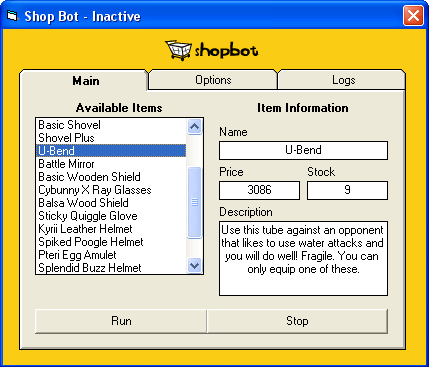 Shop Bot - Inactive
shopbot
Main
Options
Logs
Available Items
Basic Shovel
Shovel Plus
U-Bend
Battle Mirror
Basic Wooden Shield
Cybunny X Ray Glasses
Balsa Wood Shield
Sticky Quiggle Glove
Kyrii Leather Helmet
Spiked Poogle Helmet
Pteri Egg Amulet
Splendid Buzz Helmet
Item Information
Name
U-Bend
Price
Stock
3086
9
Description
Use this tube against an opponent
that likes to use water attacks and
you will do well! Fragile. You can
only equip one of these.
Run
Stop